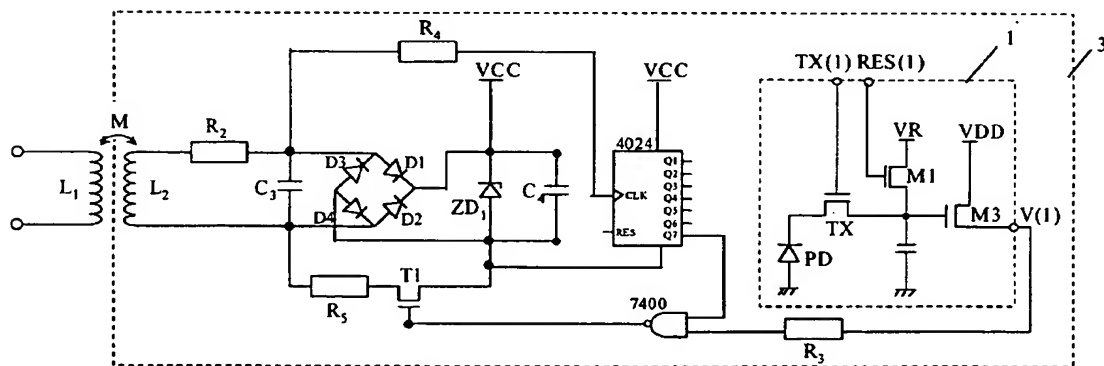 1
3
R4
TX(1) RES(1)
VCC
VCC
M
R2
VR
VDD
4024
D3
D1
Q1
Q2
Q3
Q4
Q5
Q6
Q7
M1
L1
L2
C3
ZD1
C4
CLK
M3
V(1)
D4
D2
TX
RES
PD
T1
R5
7400
R3